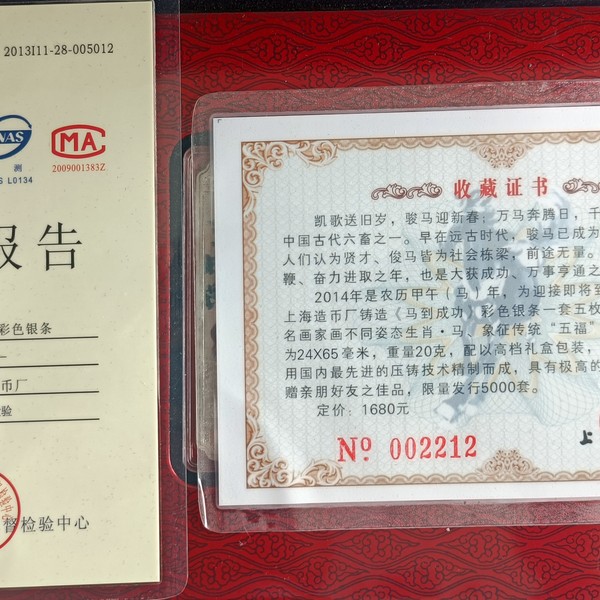 2013I11-28-005012
NAS
测
S L0134
MA
2009001383Z
报告
彩色银条
币厂
检验
督检验中心
收藏证书
凯歌送旧岁，骏马迎新春；万马奔腾日，千
中国古代六畜之一。早在远古时代，骏马已成为
人们认为贤才、俊马皆为社会栋梁，前途无量。
鞭、奋力进取之年，也是大获成功、万事亨通之
2014年是农历甲午（马）年，为迎接即将到
上海造币厂铸造《马到成功》彩色银条一套五枚
名画家画不同姿态生肖·马、象征传统“五福”
为24X65毫米，重量20克，配以高档礼盒包装，
用国内最先进的压铸技术精制而成，具有极高的
赠亲朋好友之佳品，限量发行5000套。
定价：1680元
No. 002212
上